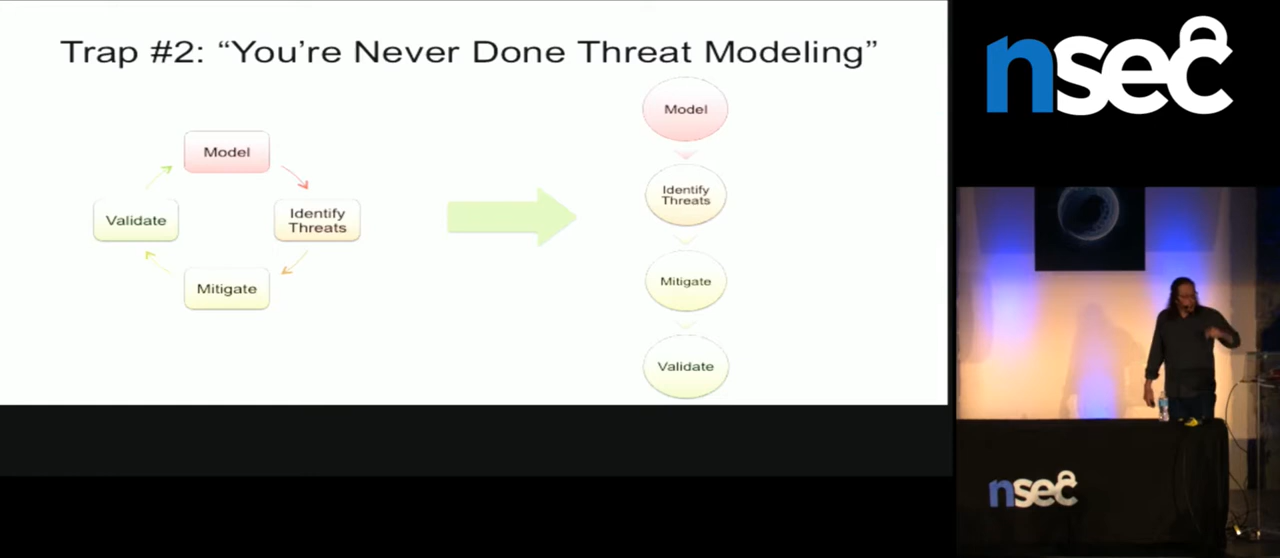 Trap #2: “You’re Never Done Threat Modeling”
Model
Identify
Threats
Mitigate
Validate
Model
Identify
Threats
Mitigate
Validate
nsec
nsec